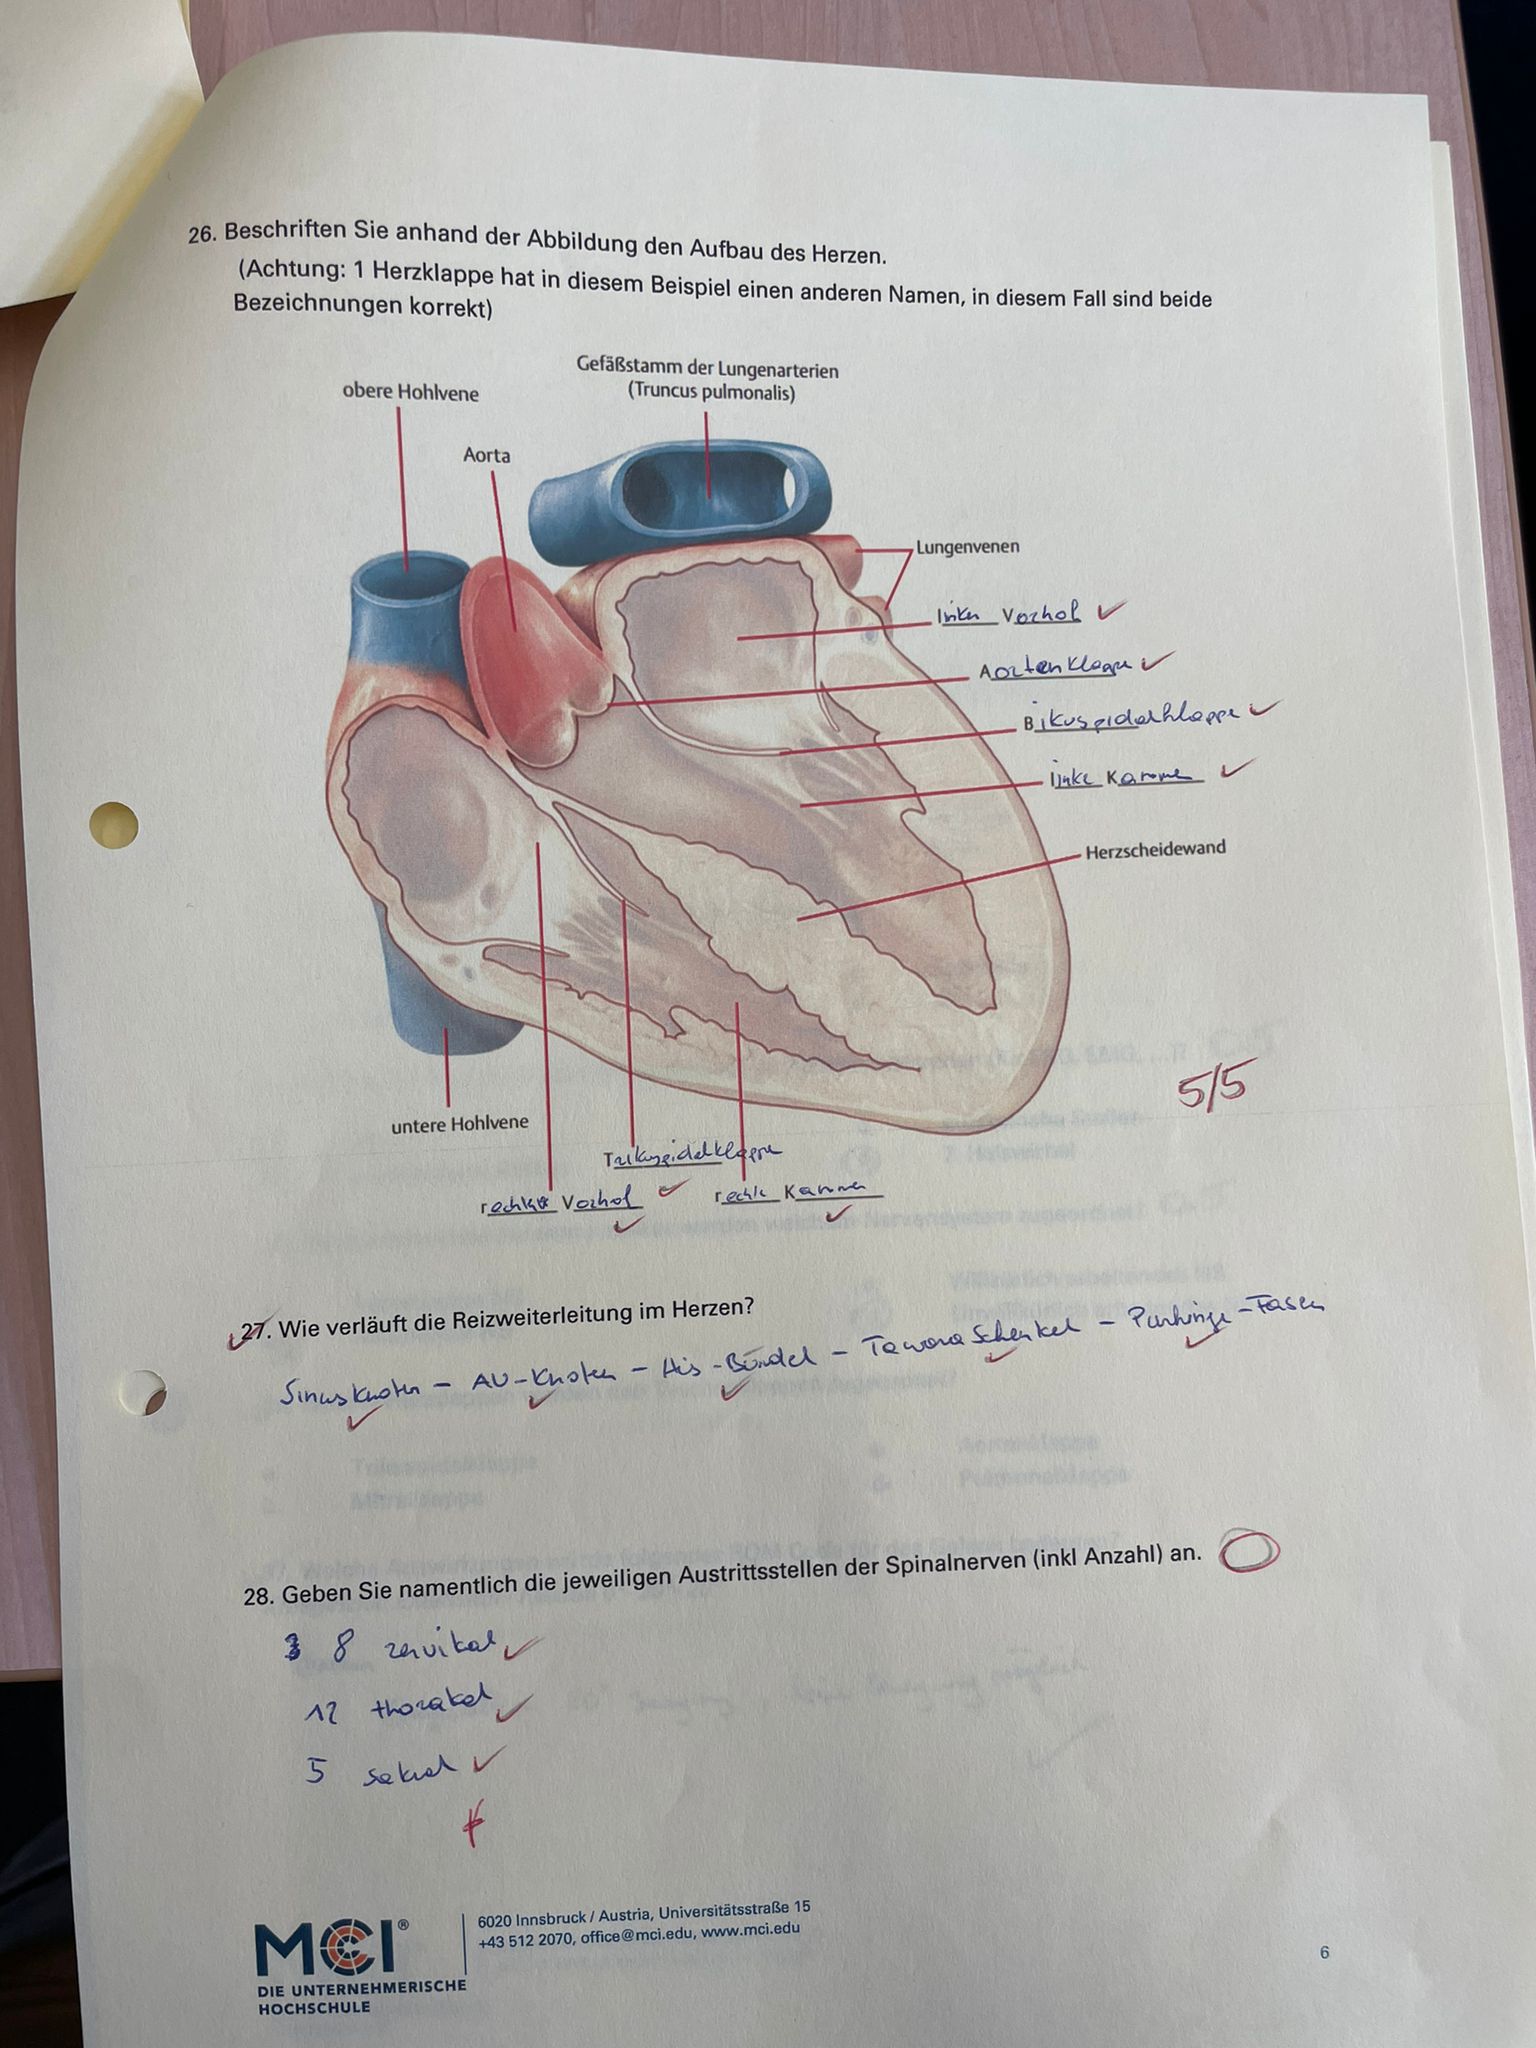 26. Beschriften Sie anhand der Abbildung den Aufbau des Herzen.
(Achtung: 1 Herzklappe hat in diesem Beispiel einen anderen Namen, in diesem Fall sind beide
Bezeichnungen korrekt)
Gefäßstamm der Lungenarterien
(Truncus pulmonalis)
obere Hohlvene
Aorta
Lungenvenen
linker Vorhof
Aortenklappe
Bikuspidalklappe
linke Kammer
Herzscheidewand
5/5
untere Hohlvene
Trikuspidalklappe
rechter Vorhof rechte Kammer
27. Wie verläuft die Reizweiterleitung im Herzen?
Sinusknoten - AV-Knoten - His-Bündel - Tawara Schenkel - Purkinje-Fasern
28. Geben Sie namentlich die jeweiligen Austrittsstellen der Spinalnerven (inkl Anzahl) an.
8 zervikal
12 thorakal
5 sakral
MCI®
DIE UNTERNEHMERISCHE
HOCHSCHULE
6020 Innsbruck / Austria, Universitätsstraße 15
+43 512 2070, office@mci.edu, www.mci.edu
6